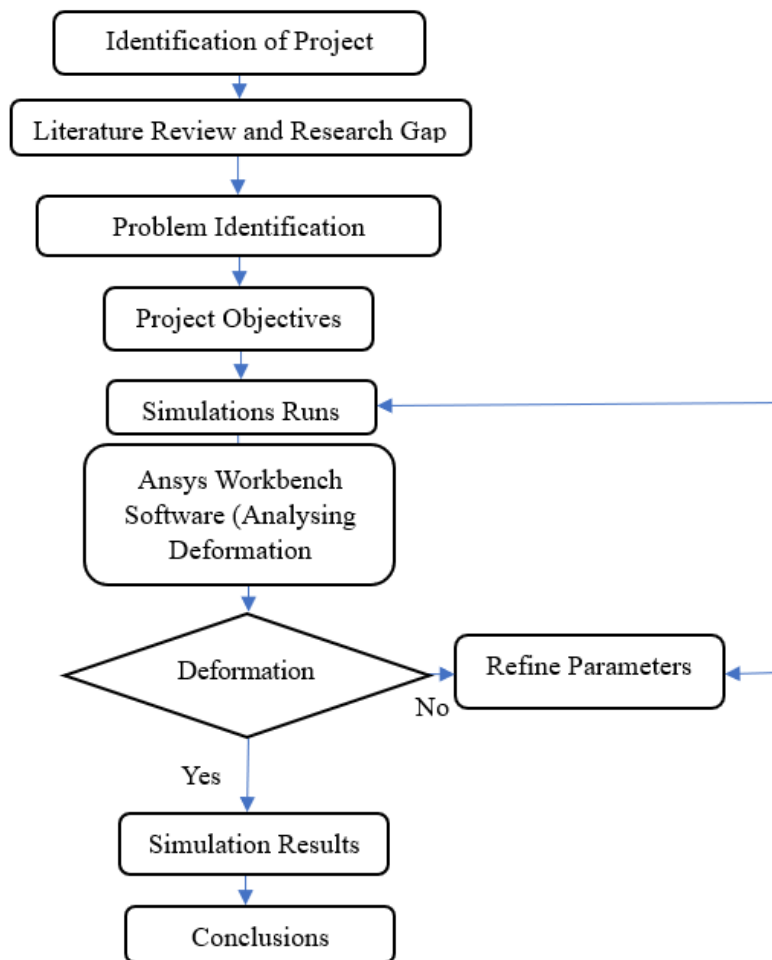 Identification of Project
Literature Review and Research Gap
Problem Identification
Project Objectives
Simulations Runs
Ansys Workbench
Software (Analysing
Deformation
Deformation
Refine Parameters
No
Yes
Simulation Results
Conclusions